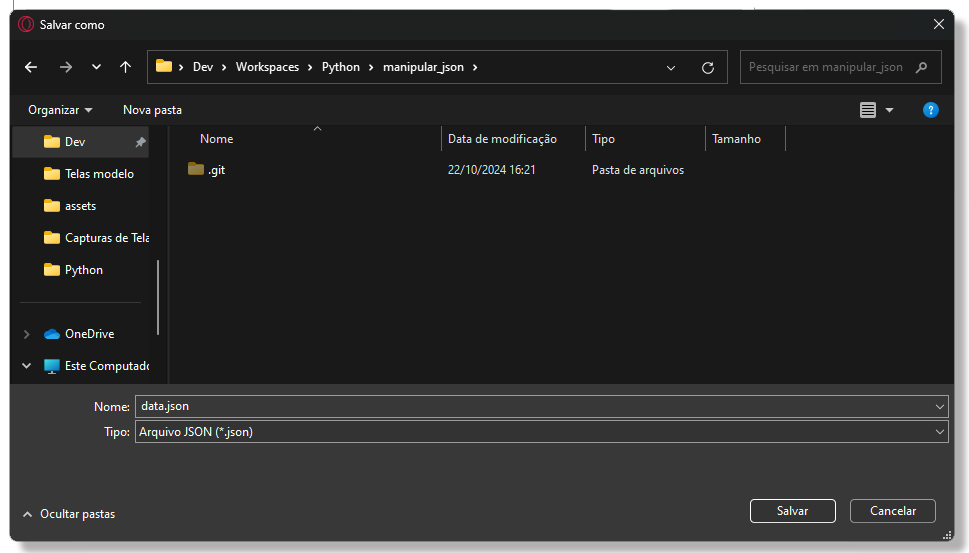 Salvar como
Dev > Workspaces > Python > manipular_json >
Pesquisar em manipular_json
Organizar
Nova pasta
Dev
Telas modelo
assets
Capturas de Tela
Python
OneDrive
Este Computado
Nome
Data de modificação
Tipo
Tamanho
.git
22/10/2024 16:21
Pasta de arquivos
Nome: data.json
Tipo: Arquivo JSON (*.json)
Ocultar pastas
Salvar
Cancelar